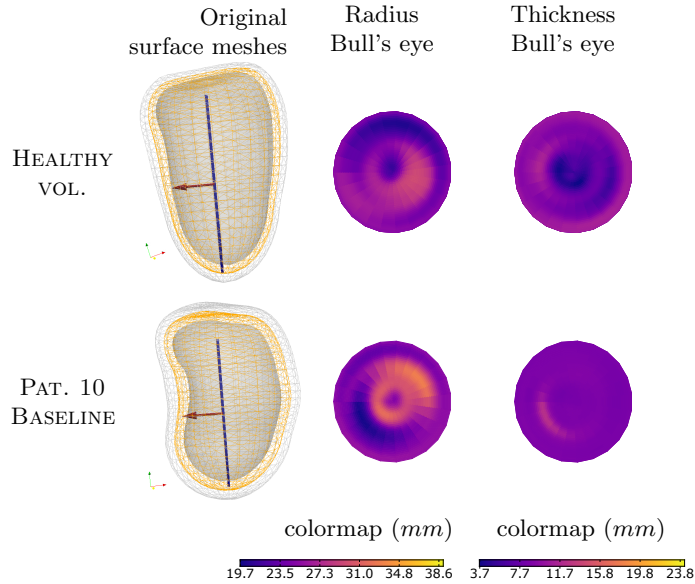 Original
surface meshes
Radius
Bull's eye
Thickness
Bull's eye
HEALTHY
VOL.
PAT. 10
BASELINE
colormap (mm)
colormap (mm)
19.7 23.5 27.3 31.0 34.8 38.6
3.7 7.7 11.7 15.8 19.8 23.8